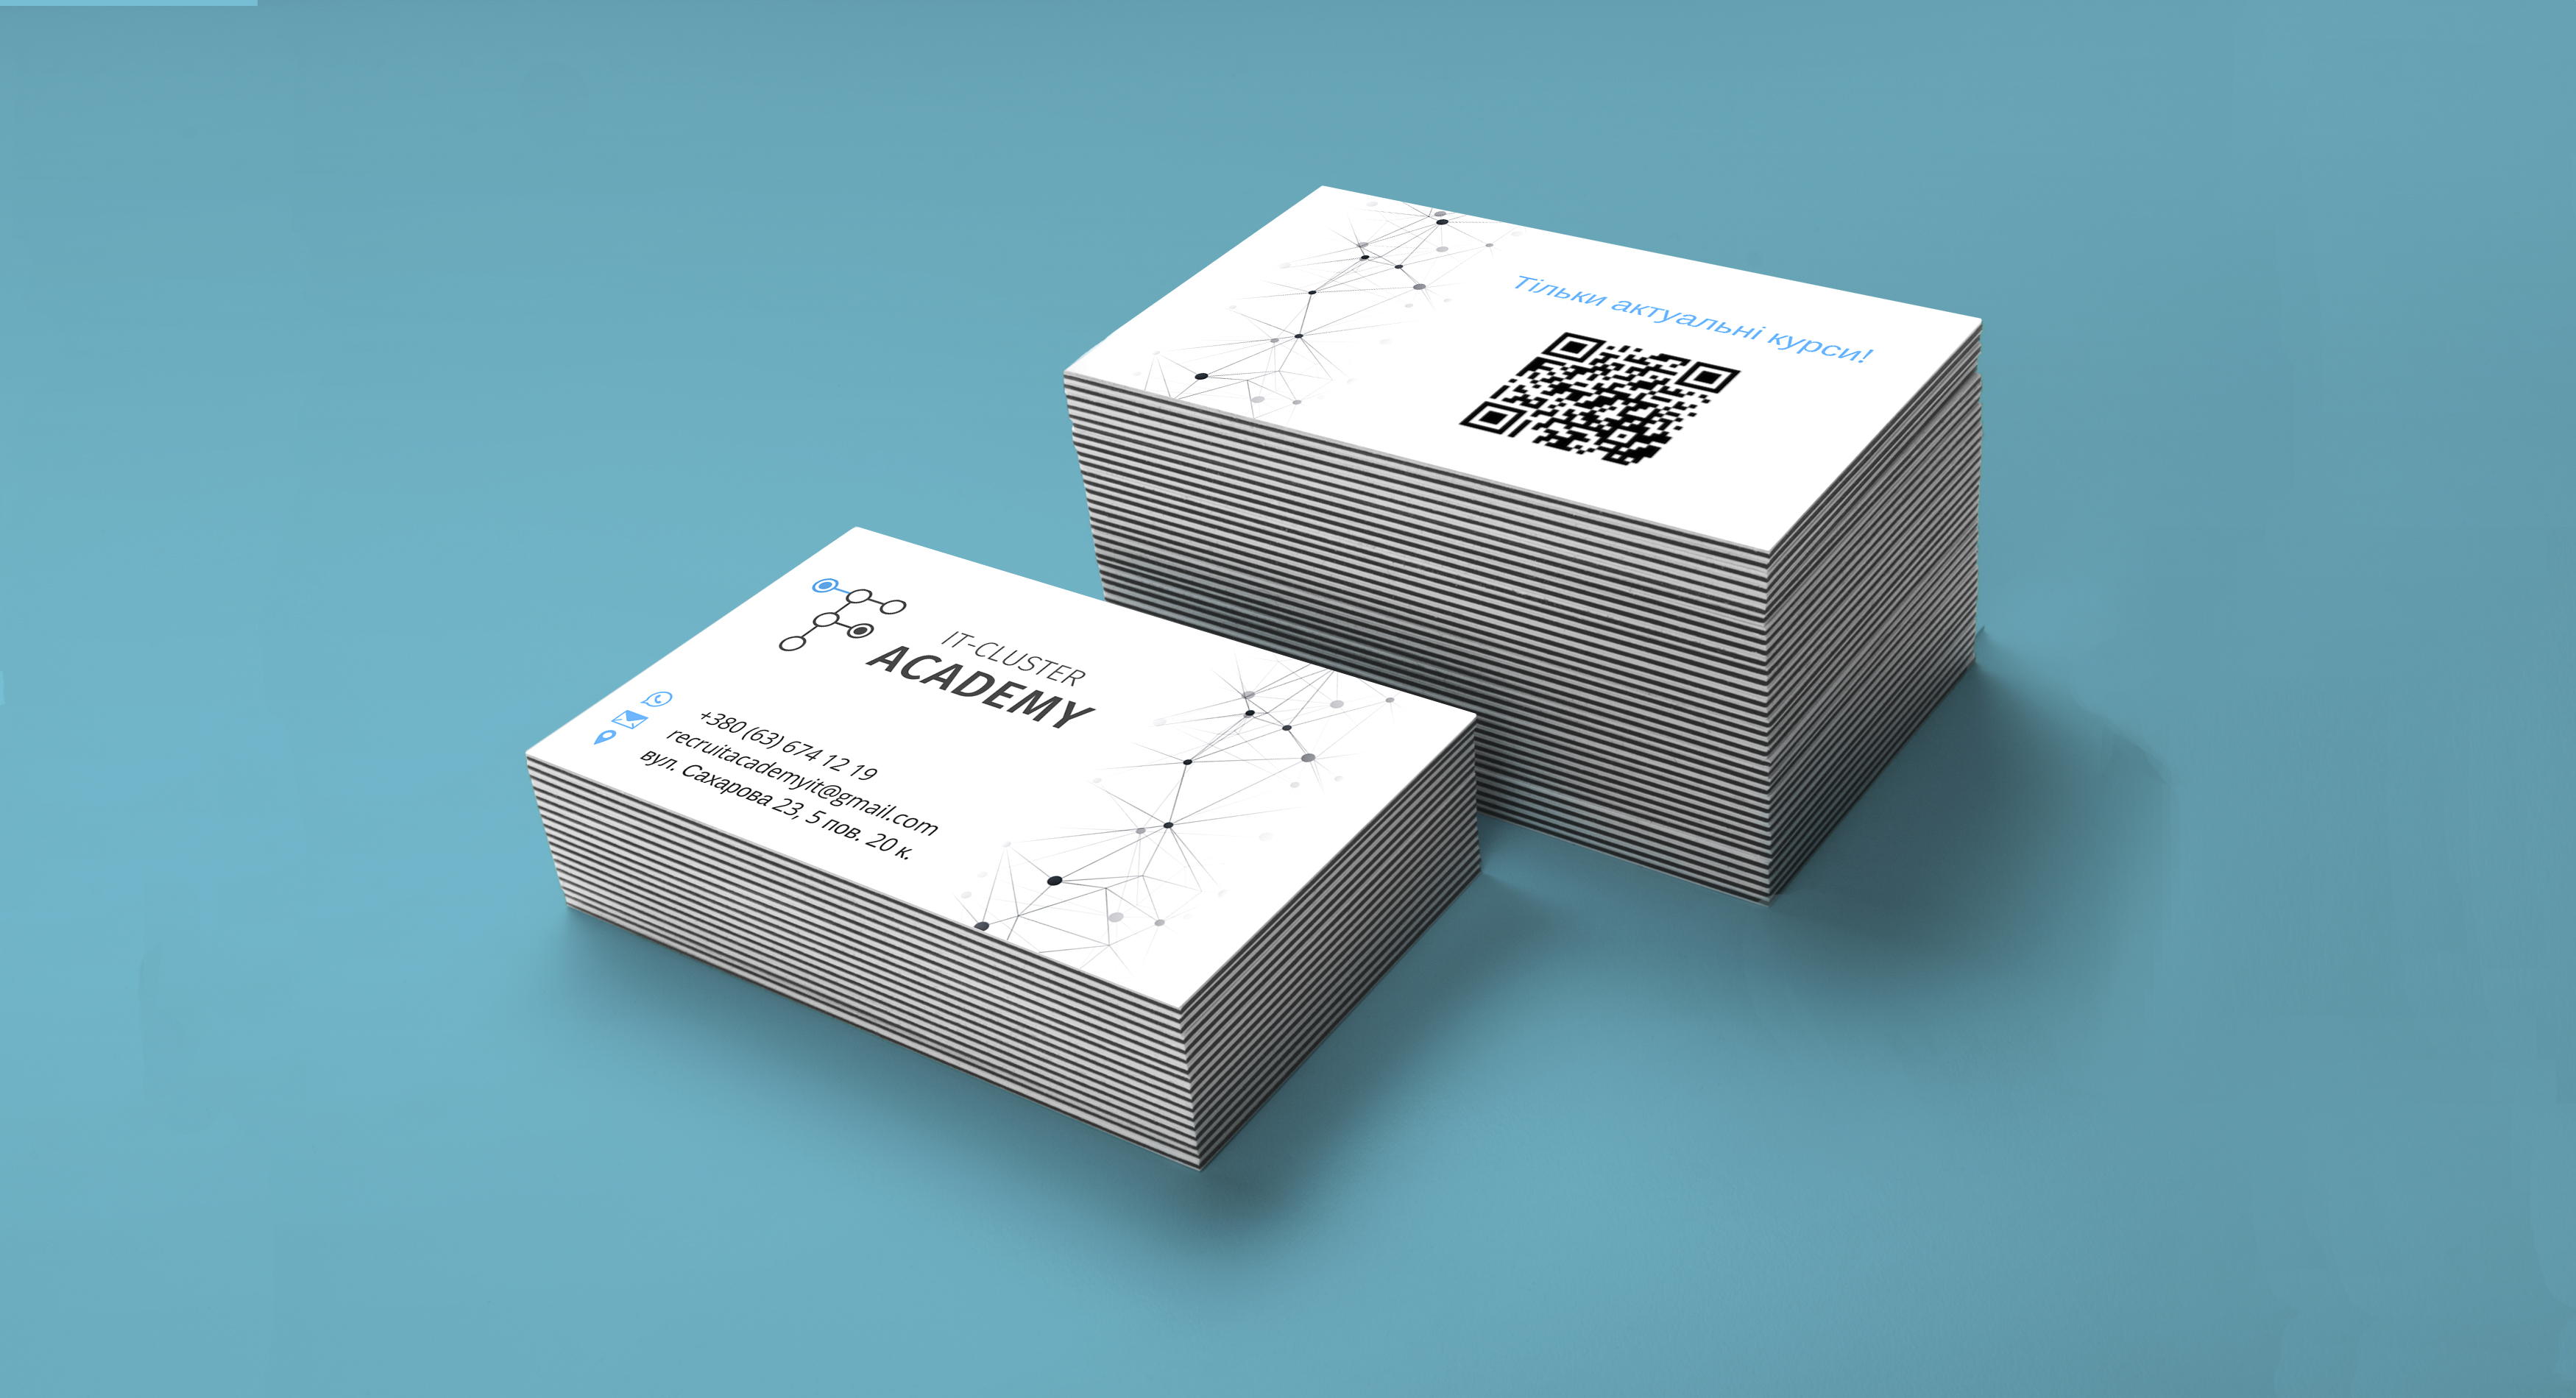 Тільки актуальні курси!
IT-CLUSTER
ACADEMY
+380 (63) 674 12 19
recruitacademyit@gmail.com
вул. Сахарова 23, 5 пов. 20 к.